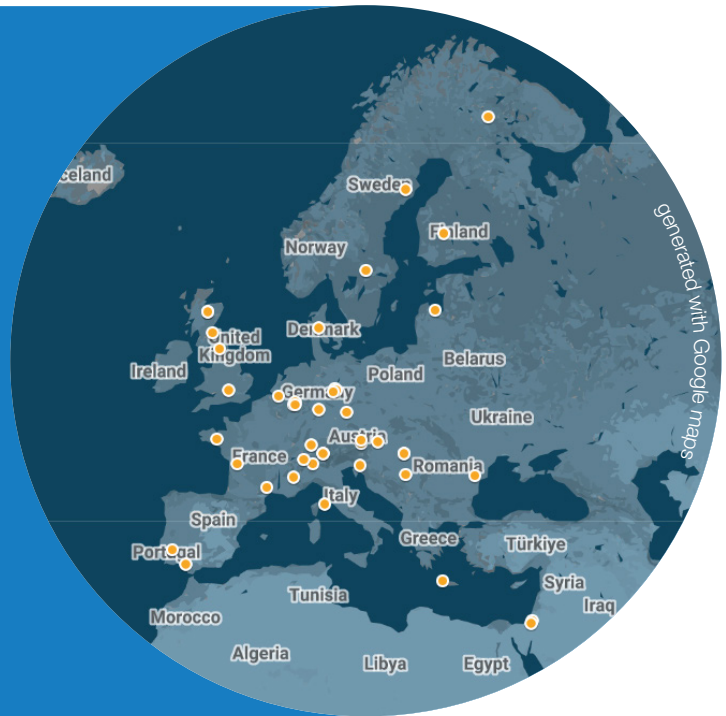 celand
Sweden
Finland
Norway
generated with Google maps
Denmark
United
Kingdom
Ireland
Belarus
Poland
Germany
Ukraine
Austria
France
Romania
Italy
Spain
Greece
Türkiye
Portugal
Syria
Tunisia
Iraq
Morocco
Algeria
Libya
Egypt